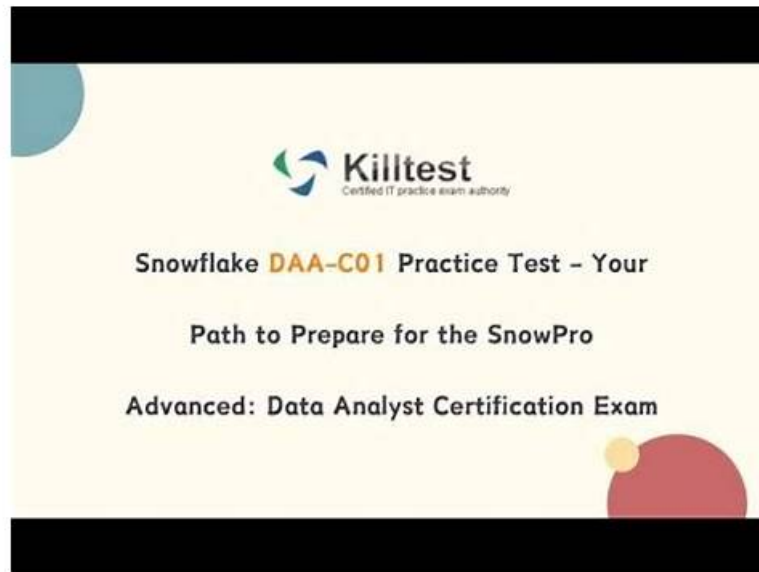 Killtest
Certified IT practice exam authority
Snowflake DAA-C01 Practice Test - Your
Path to Prepare for the SnowPro
Advanced: Data Analyst Certification Exam